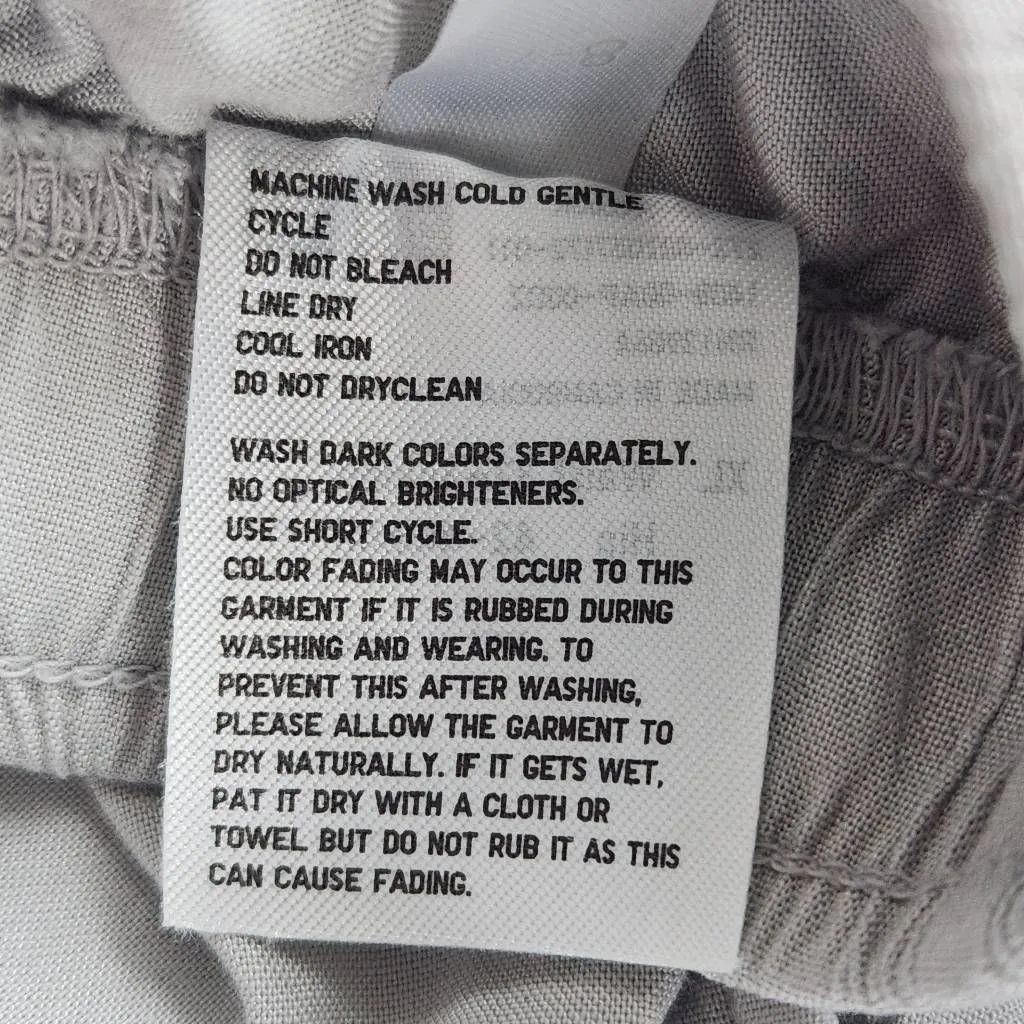 MACHINE WASH COLD GENTLE
CYCLE
DO NOT BLEACH
LINE DRY
COOL IRON
DO NOT DRYCLEAN
WASH DARK COLORS SEPARATELY.
NO OPTICAL BRIGHTENERS.
USE SHORT CYCLE.
COLOR FADING MAY OCCUR TO THIS
GARMENT IF IT IS RUBBED DURING
WASHING AND WEARING. TO
PREVENT THIS AFTER WASHING,
PLEASE ALLOW THE GARMENT TO
DRY NATURALLY. IF IT GETS WET,
PAT IT DRY WITH A CLOTH OR
TOWEL BUT DO NOT RUB IT AS THIS
CAN CAUSE FADING.